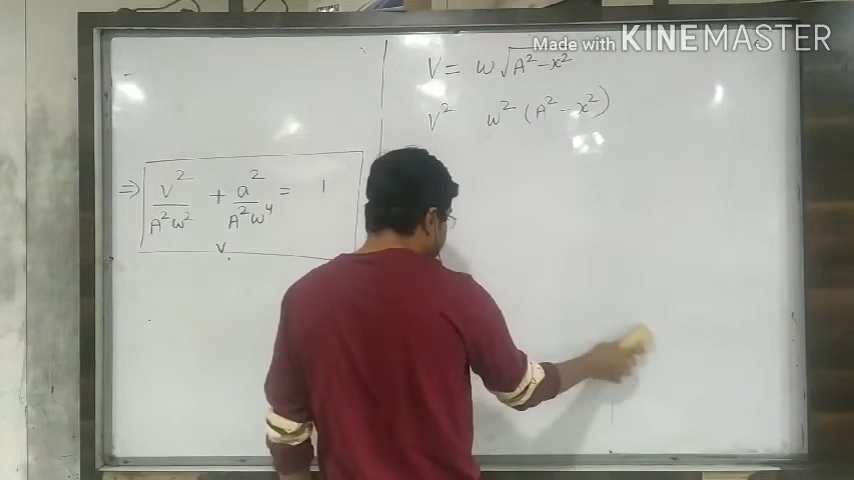 Made with KINEMASTER
V = ω√A² - x²
V² ω² (A² - x²)
⇒ V²/A²ω² + a²/A²ω⁴ = 1
v